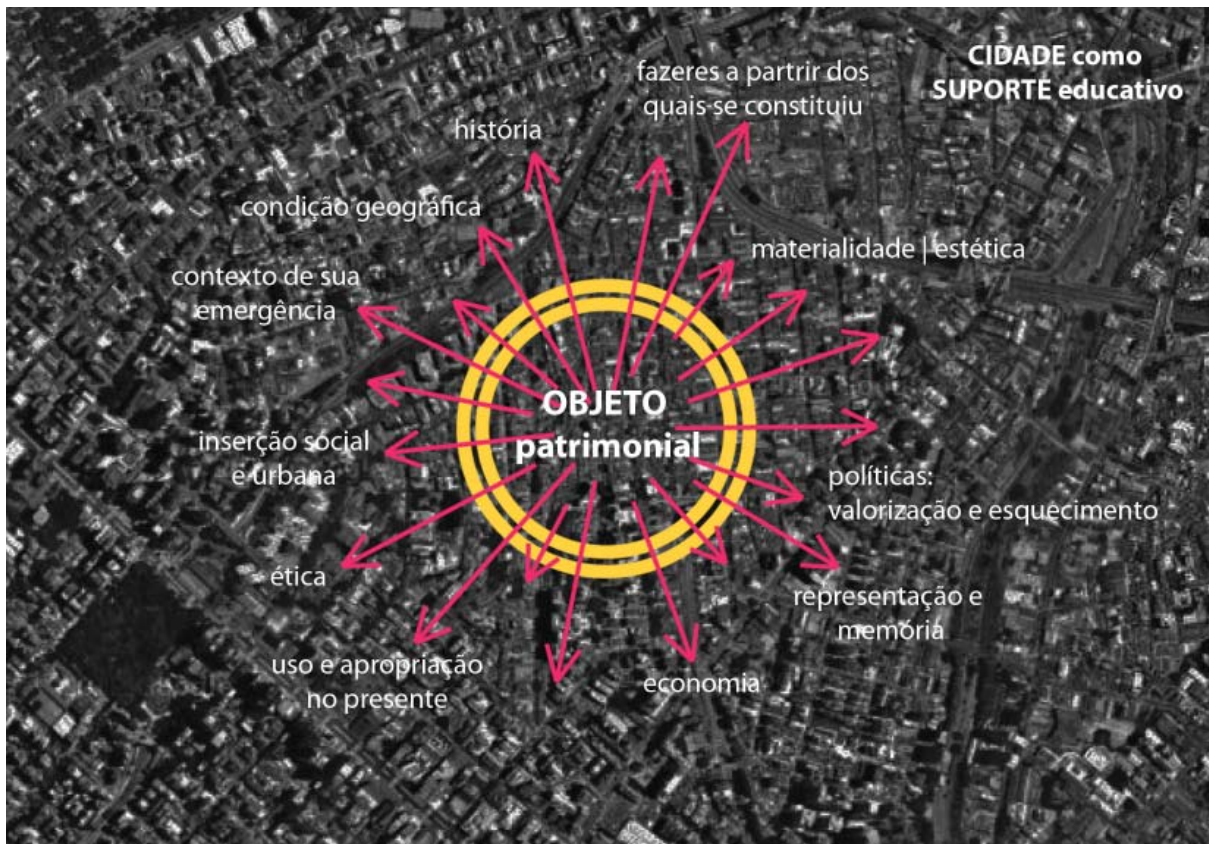 CIDADE como
SUPORTE educativo
fazeres a partrir dos
quais-se constituiu
história
condição geográfica
materialidade | estética
contexto de sua
emergência
OBJETO
patrimonial
inserção social
e urbana
políticas:
valorização e esquecimento
ética
representação e
memória
uso e apropriação
no presente
economia